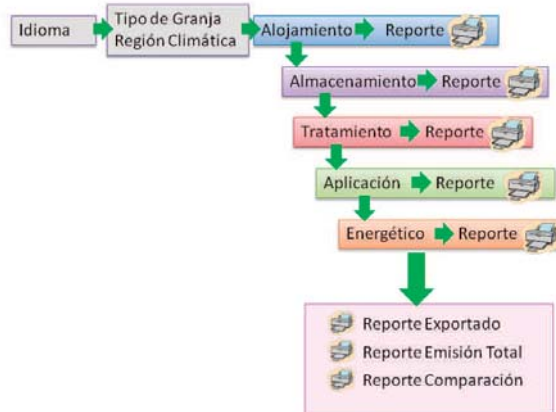 Idioma
Tipo de Granja
Región Climática
Alojamiento
Reporte
Almacenamiento
Reporte
Tratamiento
Reporte
Aplicación
Reporte
Energético
Reporte
Reporte Exportado
Reporte Emisión Total
Reporte Comparación